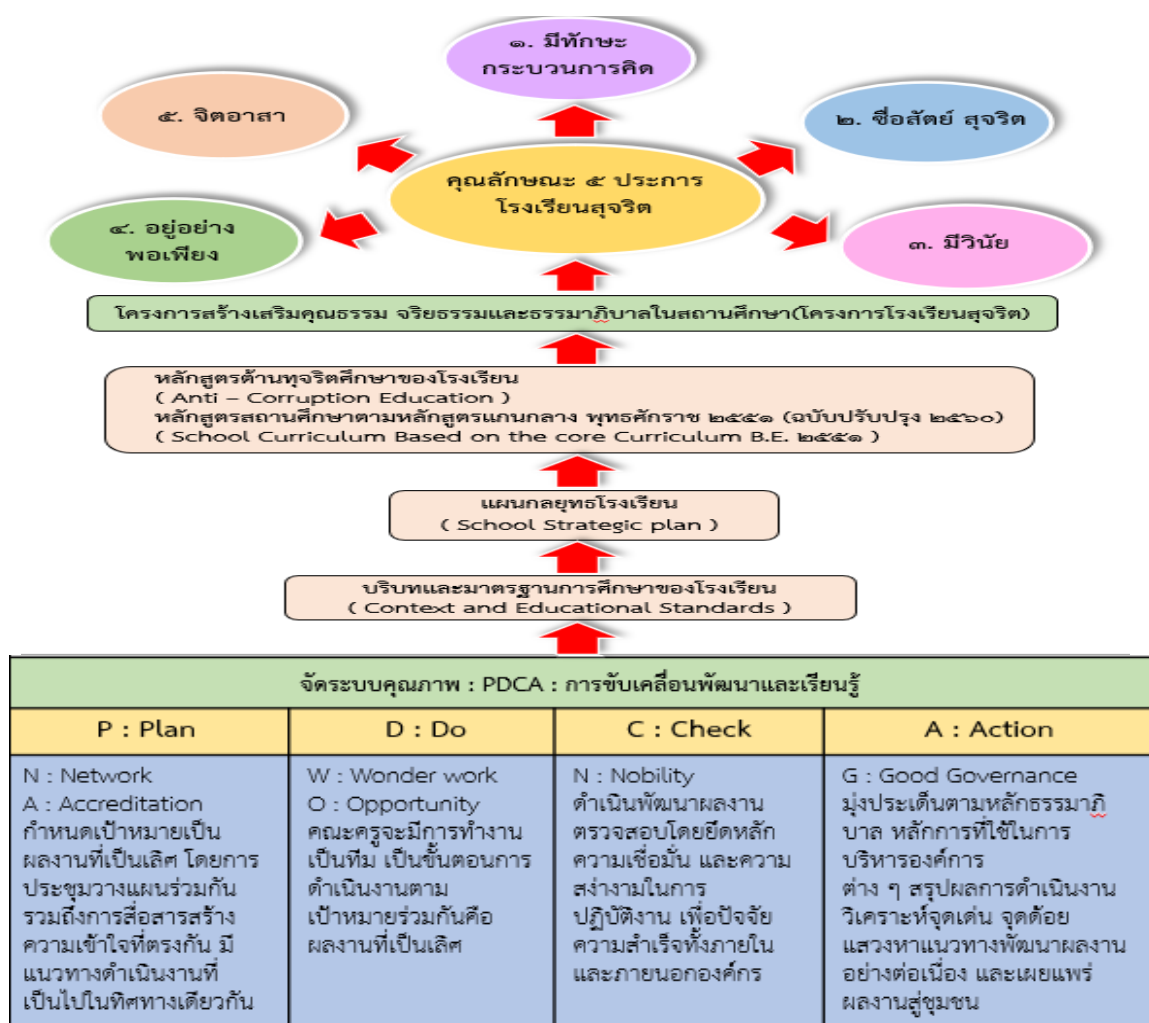 ๑. มีทักษะ
กระบวนการคิด
๕. จิตอาสา
๒. ซื่อสัตย์ สุจริต
คุณลักษณะ ๕ ประการ
โรงเรียนสุจริต
๔. อยู่อย่าง
พอเพียง
๓. มีวินัย
โครงการสร้างเสริมคุณธรรม จริยธรรมและธรรมาภิบาลในสถานศึกษา(โครงการโรงเรียนสุจริต)
หลักสูตรต้านทุจริตศึกษาของโรงเรียน
( Anti – Corruption Education )
หลักสูตรสถานศึกษาตามหลักสูตรแกนกลาง พุทธศักราช ๒๕๕๑ (ฉบับปรับปรุง ๒๕๖๐)
( School Curriculum Based on the core Curriculum B.E. ๒๕๕๑ )
แผนกลยุทธโรงเรียน
( School Strategic plan )
บริบทและมาตรฐานการศึกษาของโรงเรียน
( Context and Educational Standards )
จัดระบบคุณภาพ : PDCA : การขับเคลื่อนพัฒนาและเรียนรู้
P : Plan
D : Do
C : Check
A : Action
N : Network
A : Accreditation
กำหนดเป้าหมายเป็น
ผลงานที่เป็นเลิศ โดยการ
ประชุมวางแผนร่วมกัน
รวมถึงการสื่อสารสร้าง
ความเข้าใจที่ตรงกัน มี
แนวทางดำเนินงานที่
เป็นไปในทิศทางเดียวกัน
W : Wonder work
O : Opportunity
คณะครูจะมีการทำงาน
เป็นทีม เป็นขั้นตอนการ
ดำเนินงานตาม
เป้าหมายร่วมกันคือ
ผลงานที่เป็นเลิศ
N : Nobility
ดำเนินพัฒนาผลงาน
ตรวจสอบโดยยึดหลัก
ความเชื่อมั่น และความ
สง่างามในการ
ปฏิบัติงาน เพื่อปัจจัย
ความสำเร็จทั้งภายใน
และภายนอกองค์กร
G : Good Governance
มุ่งประเด็นตามหลักธรรมาภิ
บาล หลักการที่ใช้ในการ
บริหารองค์การ
ต่าง ๆ สรุปผลการดำเนินงาน
วิเคราะห์จุดเด่น จุดด้อย
แสวงหาแนวทางพัฒนาผลงาน
อย่างต่อเนื่อง และเผยแพร่
ผลงานสู่ชุมชน